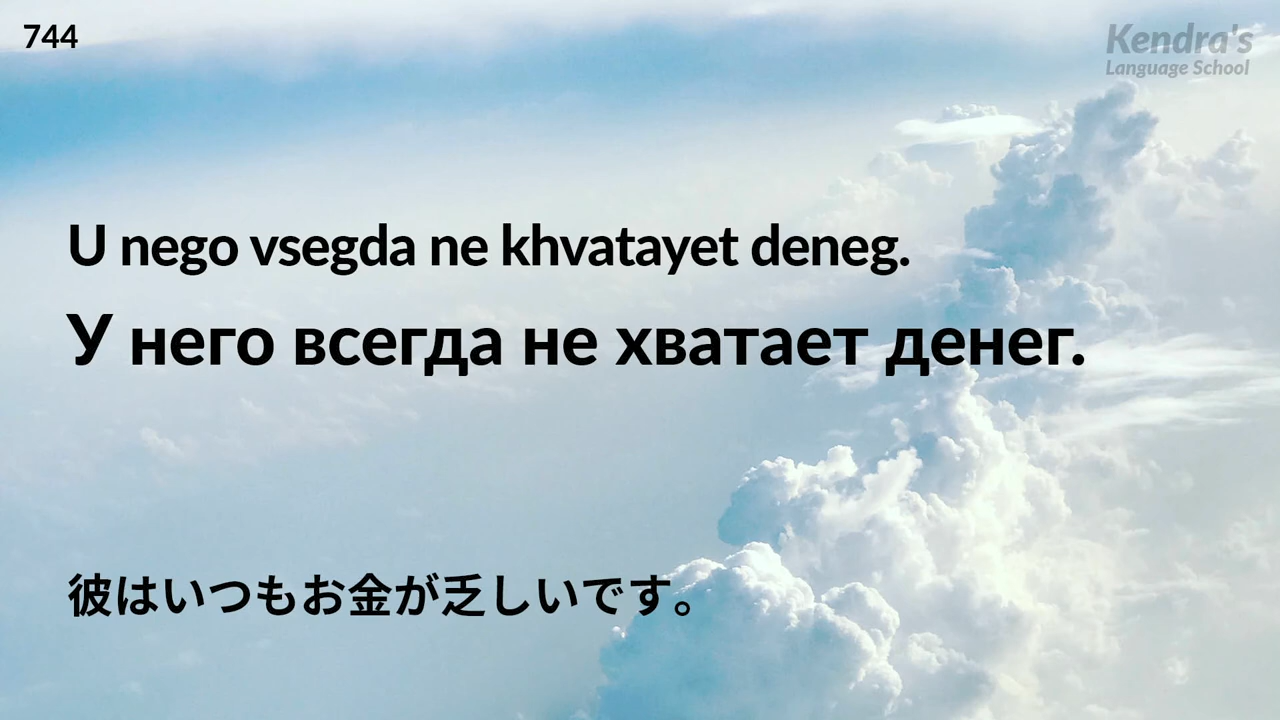 744
Kendra's
Language School
U nego vsegda ne khvatayet deneg.
У него всегда не хватает денег.
彼はいつもお金が乏しいです。